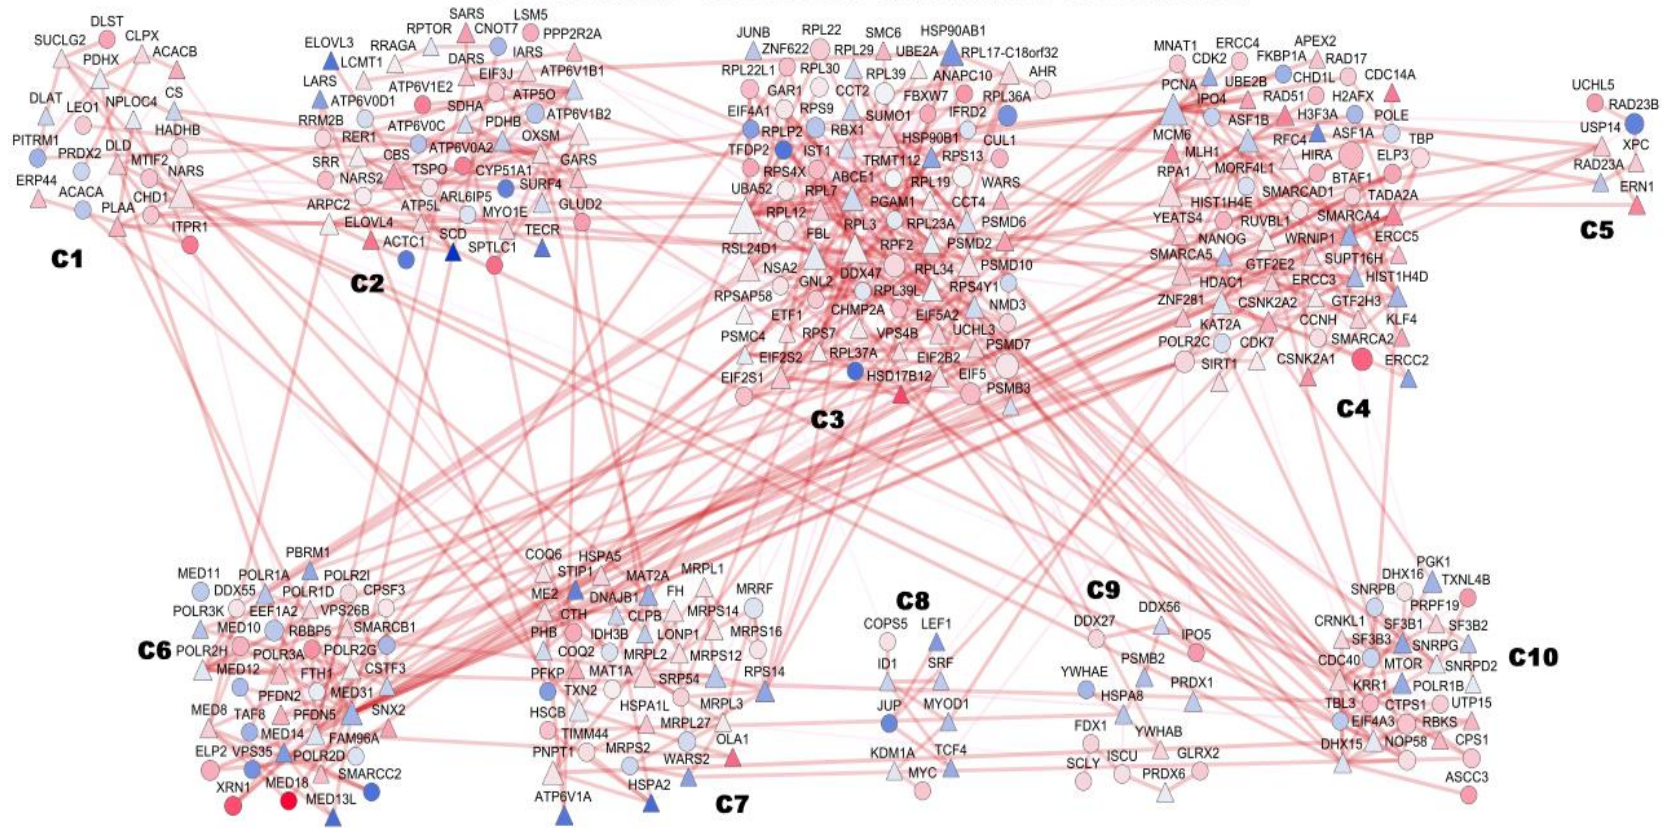 DLST
SUCLG2
CLPX
ACACB
PDHX
DLAT
LEO1
NPLOC4
CS
HADHB
PITRM1
PRDX2
DLD
MTIF2
NARS
ERP44
ACACA
CHD1
PLAA
ITPR1
C1
SARS
LSM5
RPTOR
CNOT7
PPP2R2A
ELOVL3
RRAGA
IARS
LCMT1
DARS
EIF3J
ATP6V1B1
LARS
ATP6V1E2
ATP5O
ATP6V0D1
SDHA
ATP6V1B2
RRM2B
RER1
ATP6V0C
PDHB
OXSM
ATP6V0A2
SRR
CBS
TSPO
CYP51A1
GARS
NARS2
ARL6IP5
SURF4
ARPC2
ATP5L
MYO1E
GLUD2
ELOVL4
ACTC1
SCD
SPTLC1
TECR
C2
JUNB
RPL22
SMC6
HSP90AB1
ZNF622
RPL29
UBE2A
RPL17-C18orf32
RPL22L1
RPL30
RPL39
ANAPC10
AHR
GAR1
CCT2
FBXW7
RPL36A
EIF4A1
RPS9
SUMO1
IFRD2
RPLP2
RBX1
HSP90B1
CUL1
TFDP2
IST1
TRMT112
RPS13
RPS4X
ABCE1
UBA52
RPL7
RPL19
WARS
RPL12
PGAM1
CCT4
RPL3
RPL23A
PSMD6
RSL24D1
FBL
RPF2
PSMD2
NSA2
DDX47
RPL34
PSMD10
GNL2
RPL39L
RPS4Y1
RPSAP58
CHMP2A
NMD3
ETF1
EIF5A2
PSMC4
RPS7
VPS4B
UCHL3
EIF2S2
RPL37A
EIF2B2
PSMD7
EIF2S1
HSD17B12
EIF5
PSMB3
C3
MNAT1
ERCC4
APEX2
CDK2
FKBP1A
RAD17
PCNA
UBE2B
CHD1L
CDC14A
IPO4
RAD51
H2AFX
ASF1B
H3F3A
POLE
MCM6
RFC4
ASF1A
TBP
MLH1
HIRA
ELP3
RPA1
MORF4L1
BTAF1
SMARCAD1
TADA2A
HIST1H4E
YEATS4
RUVBL1
SMARCA4
NANOG
WRNIP1
ERCC5
SMARCA5
GTF2E2
SUPT16H
HDAC1
ERCC3
HIST1H4D
ZNF281
CSNK2A2
GTF2H3
KAT2A
CCNH
KLF4
POLR2C
CDK7
SMARCA2
SIRT1
CSNK2A1
ERCC2
C4
UCHL5
RAD23B
USP14
XPC
RAD23A
ERN1
C5
PBRM1
MED11
POLR1A
POLR2I
DDX55
POLR1D
CPSF3
POLR3K
EEF1A2
VPS26B
MED10
RBBP5
SMARCB1
POLR2H
POLR3A
POLR2G
MED12
FTH1
CSTF3
PFDN2
MED31
MED8
TAF8
PFDN5
SNX2
MED14
FAM96A
ELP2
VPS35
POLR2D
XRN1
MED18
SMARCC2
MED13L
C6
COQ6
HSPA5
STIP1
MAT2A
MRPL1
ME2
DNAJB1
FH
MRRF
CTH
CLPB
MRPS14
PHB
IDH3B
LONP1
MRPS16
COQ2
MRPL2
MRPS12
PFKP
MAT1A
SRP54
RPS14
TXN2
HSCB
HSPA1L
MRPL3
TIMM44
MRPL27
PNPT1
MRPS2
OLA1
WARS2
ATP6V1A
HSPA2
C7
C8
COPS5
LEF1
ID1
SRF
JUP
MYOD1
KDM1A
TCF4
MYC
C9
DDX56
DDX27
IPO5
PSMB2
YWHAE
HSPA8
PRDX1
FDX1
YWHAB
ISCU
GLRX2
SCLY
PRDX6
PGK1
DHX16
TXNL4B
SNRPB
PRPF19
CRNKL1
SF3B1
SF3B2
SF3B3
SNRPG
CDC40
MTOR
SNRPD2
KRR1
POLR1B
TBL3
CTPS1
UTP15
EIF4A3
RBKS
DHX15
NOP58
CPS1
ASCC3
C10